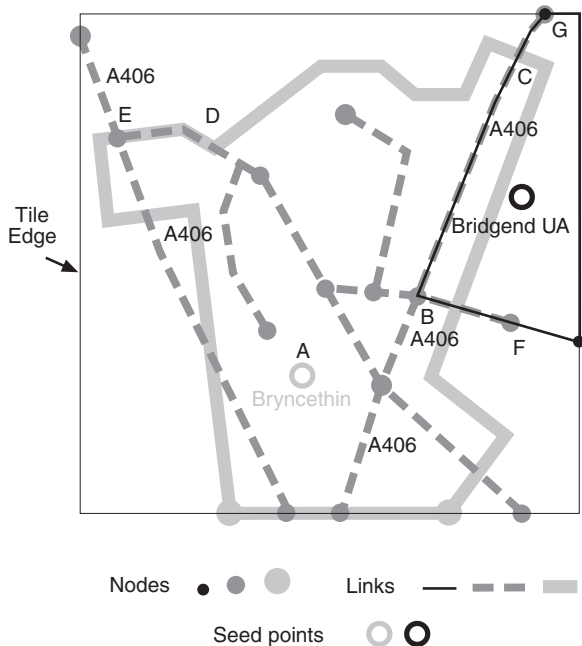 G
A406
C
E
D
A406
Tile
Edge
A406
Bridgend UA
B
F
A406
A
Bryncethin
A406
Nodes
Links
Seed points